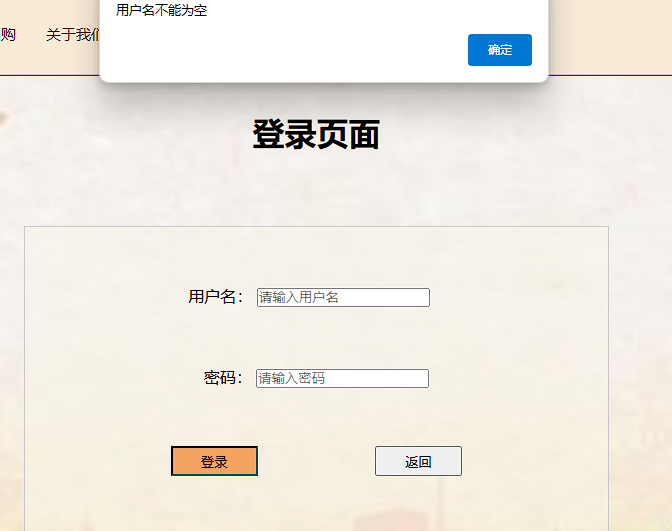 用户名不能为空
购 关于我们
确定
登录页面
用户名： 请输入用户名
密码： 请输入密码
登录 返回